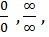 0/0 , ∞/∞ ,